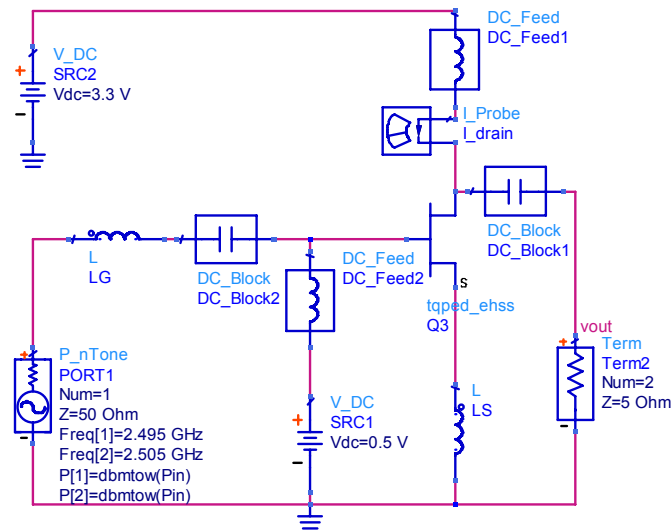 DC_Feed
DC_Feed1
V_DC
SRC2
Vdc=3.3 V
+
-
I_Probe
I_drain
L
LG
DC_Block
DC_Block2
DC_Feed
DC_Feed2
DC_Block
DC_Block1
s
tqped_ehss
Q3
vout
+
-
Term
Term2
Num=2
Z=5 Ohm
+
-
P_nTone
PORT1
Num=1
Z=50 Ohm
Freq[1]=2.495 GHz
Freq[2]=2.505 GHz
P[1]=dbmtow(Pin)
P[2]=dbmtow(Pin)
+
-
V_DC
SRC1
Vdc=0.5 V
L
LS